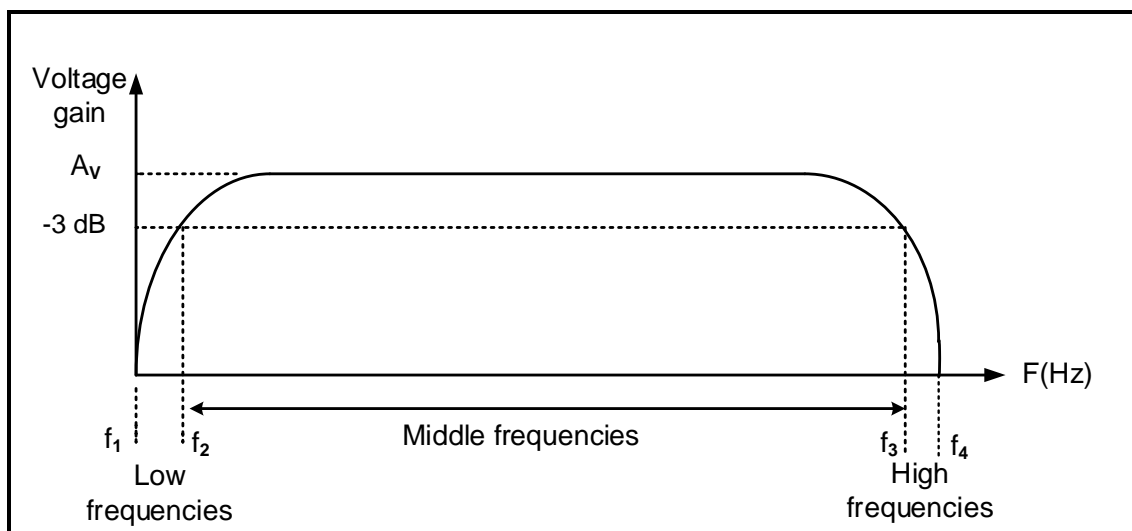 Voltage
gain
Av
-3 dB
F(Hz)
Middle frequencies
f1
f2
f3
f4
Low
frequencies
High
frequencies